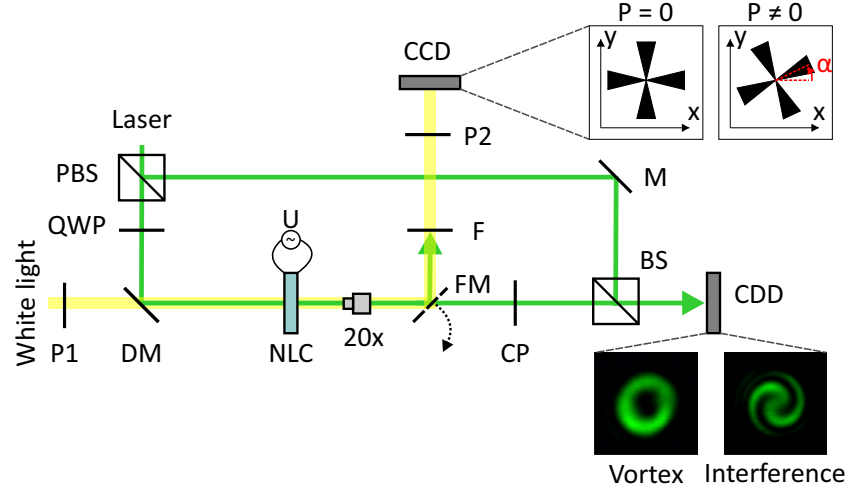 P = 0
P ≠ 0
y
x
y
α
x
CCD
P2
Laser
PBS
M
QWP
U
~
F
BS
White light
FM
CDD
P1
DM
NLC
20x
CP
Vortex
Interference